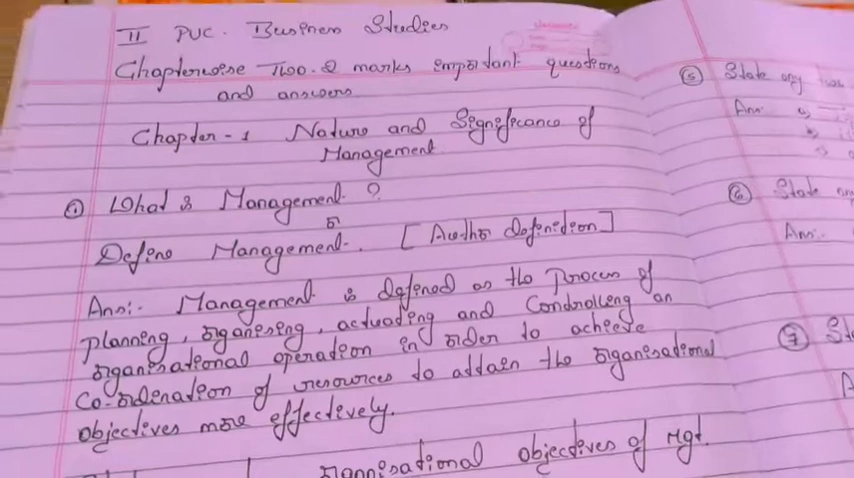 II PUC. Business Studies
Chapterwise Two-2 marks important questions
and answers
Chapter-1 Nature and Significance of
Management
① What is Management ?
or
Define Management. [Author definition]
Ans:- Management is defined as the process of
planning, organising, actuating and Controlling an
organisational operation in order to achieve
Co-ordination of resources to attain the organisational
objectives more effectively.
organisational objectives of Mgt.
⑤ State any two
Ans: a)
b)
⑥ State any
Ans:-
⑦